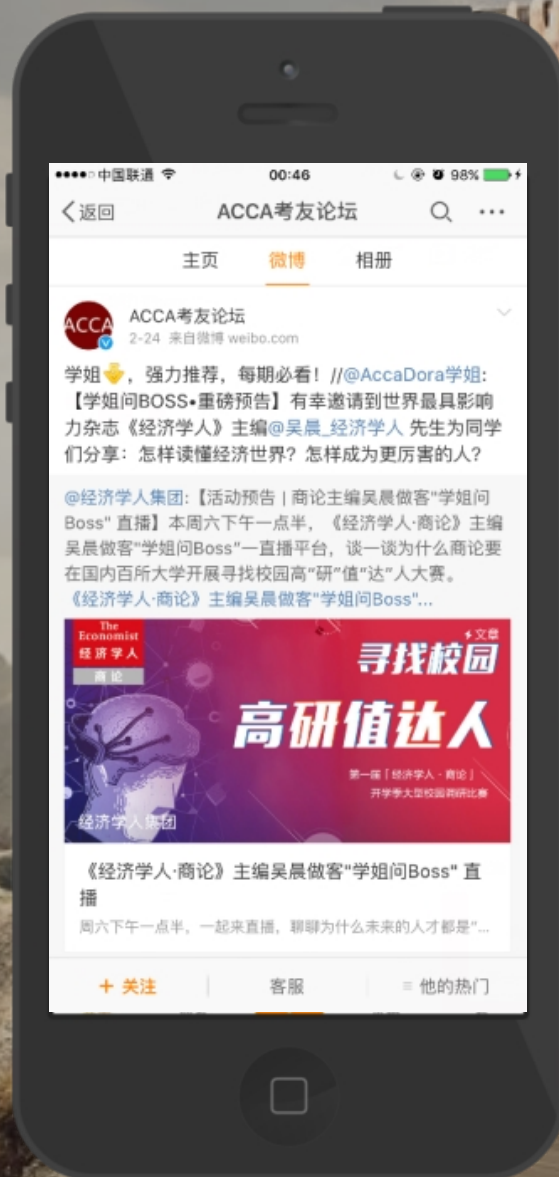 中国联通
00:46
98%
返回
ACCA考友论坛
主页
微博
相册
ACCA
ACCA考友论坛
2-24 来自微博 weibo.com
学姐，强力推荐，每期必看！//@AccaDora学姐:
【学姐问BOSS•重磅预告】有幸邀请到世界最具影响
力杂志《经济学人》主编@吴晨_经济学人 先生为同学
们分享：怎样读懂经济世界？怎样成为更厉害的人？
@经济学人集团:【活动预告 | 商论主编吴晨做客"学姐问
Boss" 直播】本周六下午一点半，《经济学人·商论》主编
吴晨做客"学姐问Boss"一直播平台，谈一谈为什么商论要
在国内百所大学开展寻找校园高"研"值"达"人大赛。
《经济学人·商论》主编吴晨做客"学姐问Boss"...
The
Economist
经济学人
商论
文章
寻找校园
高研值达人
第一届「经济学人·商论」
开学季大型校园调研比赛
经济学人集团
《经济学人·商论》主编吴晨做客"学姐问Boss" 直
播
周六下午一点半，一起来直播，聊聊为什么未来的人才都是"...
+ 关注
客服
≡ 他的热门